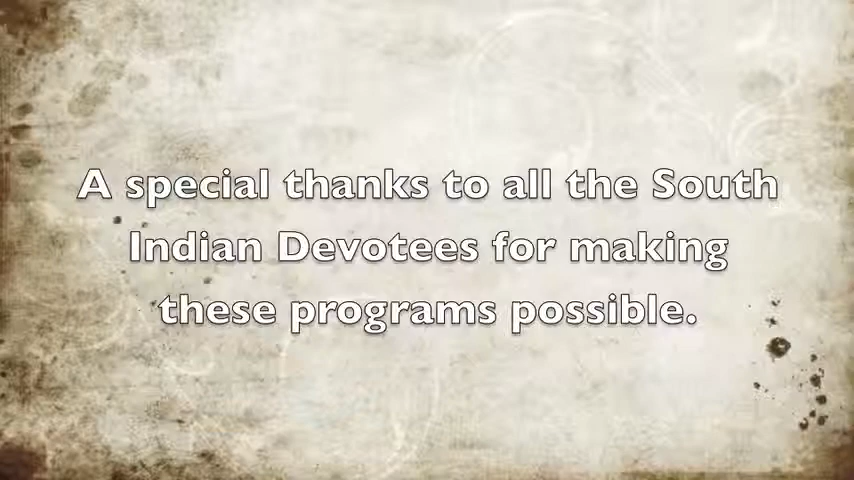 A special thanks to all the South
Indian Devotees for making
these programs possible.